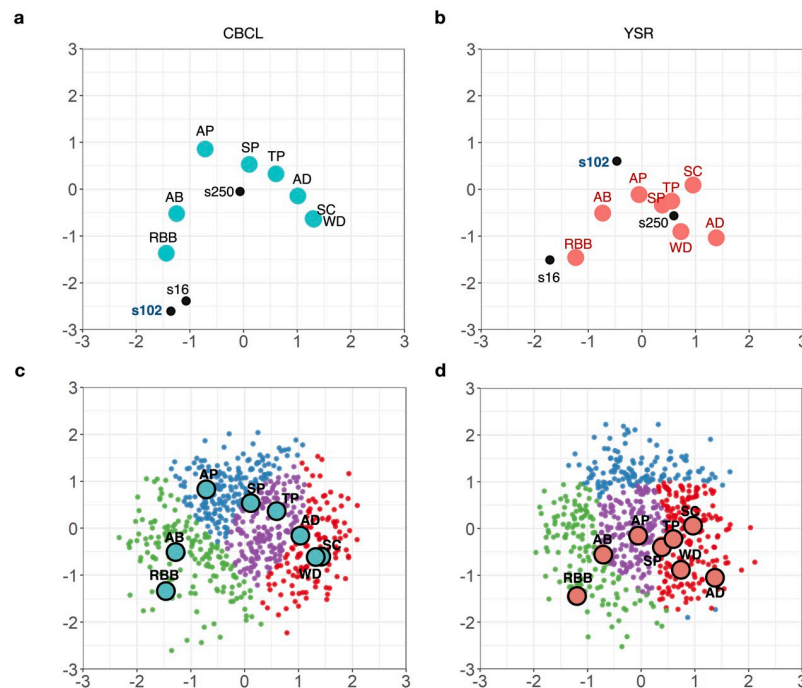 a
CBCL
3
2
1
0
-1
-2
-3
AP
SP
TP
s250
AD
AB
SC
WD
RBB
s16
s102
-3 -2 -1 0 1 2 3
b
YSR
3
2
1
0
-1
-2
-3
s102
SC
AP
TP
SP
AB
s250
AD
WD
RBB
s16
-3 -2 -1 0 1 2 3
c
3
2
1
0
-1
-2
-3
AP
SP
TP
AD
AB
SC
WD
RBB
-3 -2 -1 0 1 2 3
d
3
2
1
0
-1
-2
-3
SC
AP
TP
AB
WD
SP
RBB
AD
-3 -2 -1 0 1 2 3